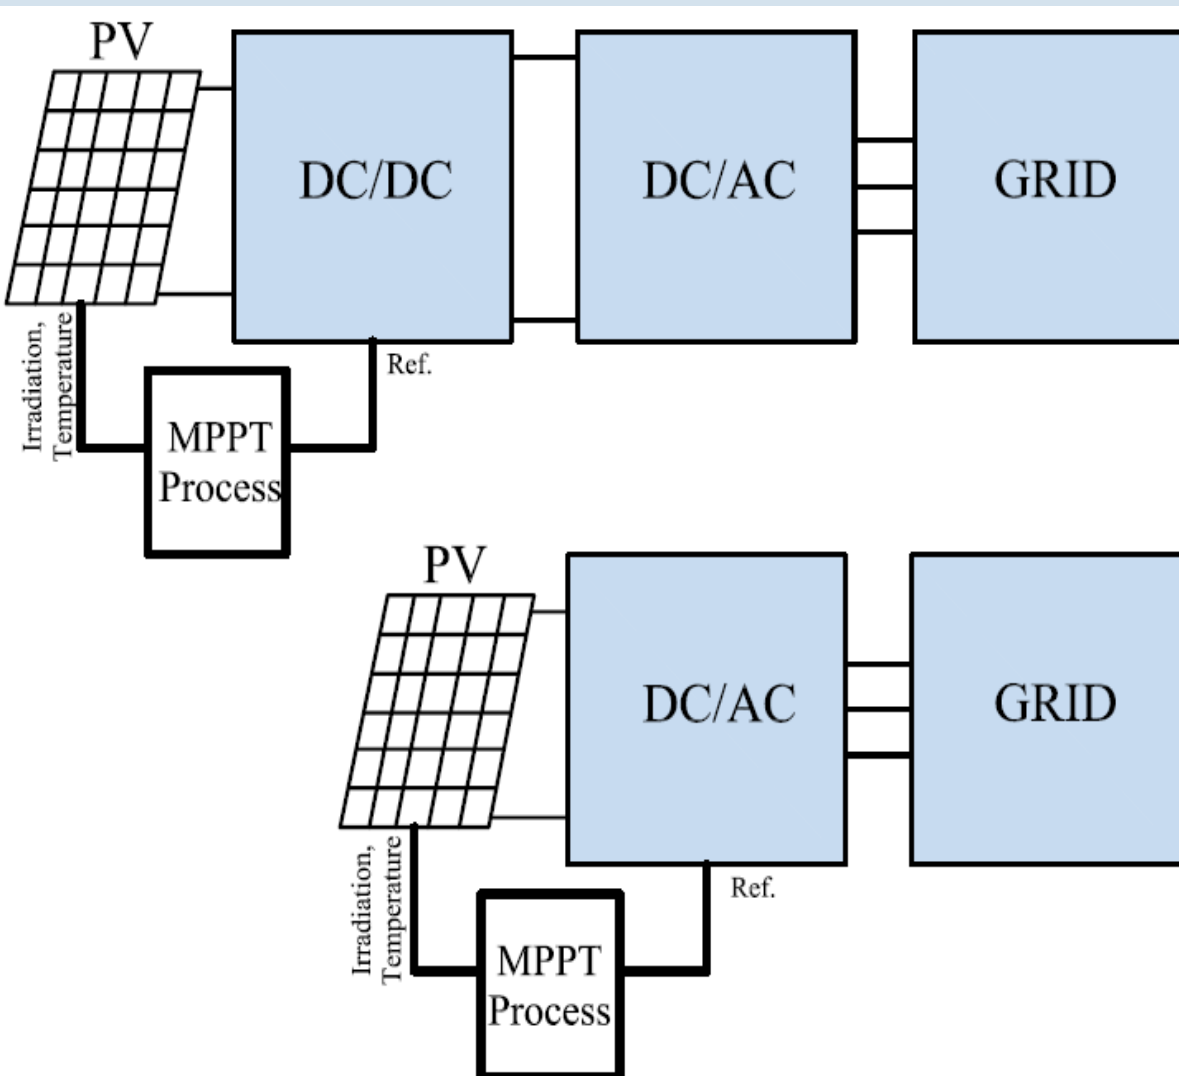 PV
DC/DC
DC/AC
GRID
Irradiation,
Temperature
Ref.
MPPT
Process
PV
DC/AC
GRID
Irradiation,
Temperature
Ref.
MPPT
Process